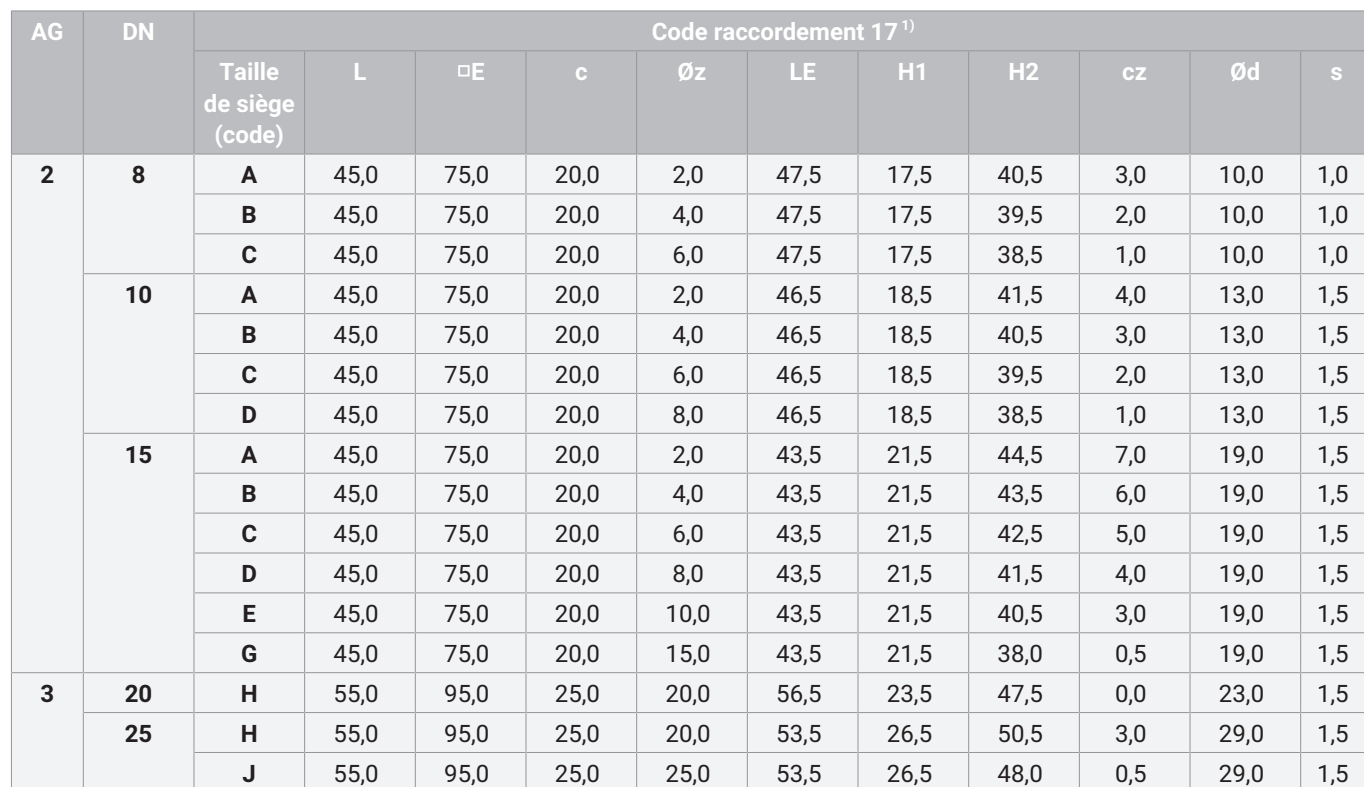 AG DN Code raccordement 17 1)
Taille de siège (code) L □E c Øz LE H1 H2 cz Ød s
2 8 A 45,0 75,0 20,0 2,0 47,5 17,5 40,5 3,0 10,0 1,0
B 45,0 75,0 20,0 4,0 47,5 17,5 39,5 2,0 10,0 1,0
C 45,0 75,0 20,0 6,0 47,5 17,5 38,5 1,0 10,0 1,0
10 A 45,0 75,0 20,0 2,0 46,5 18,5 41,5 4,0 13,0 1,5
B 45,0 75,0 20,0 4,0 46,5 18,5 40,5 3,0 13,0 1,5
C 45,0 75,0 20,0 6,0 46,5 18,5 39,5 2,0 13,0 1,5
D 45,0 75,0 20,0 8,0 46,5 18,5 38,5 1,0 13,0 1,5
15 A 45,0 75,0 20,0 2,0 43,5 21,5 44,5 7,0 19,0 1,5
B 45,0 75,0 20,0 4,0 43,5 21,5 43,5 6,0 19,0 1,5
C 45,0 75,0 20,0 6,0 43,5 21,5 42,5 5,0 19,0 1,5
D 45,0 75,0 20,0 8,0 43,5 21,5 41,5 4,0 19,0 1,5
E 45,0 75,0 20,0 10,0 43,5 21,5 40,5 3,0 19,0 1,5
G 45,0 75,0 20,0 15,0 43,5 21,5 38,0 0,5 19,0 1,5
3 20 H 55,0 95,0 25,0 20,0 56,5 23,5 47,5 0,0 23,0 1,5
25 H 55,0 95,0 25,0 20,0 53,5 26,5 50,5 3,0 29,0 1,5
J 55,0 95,0 25,0 25,0 53,5 26,5 48,0 0,5 29,0 1,5